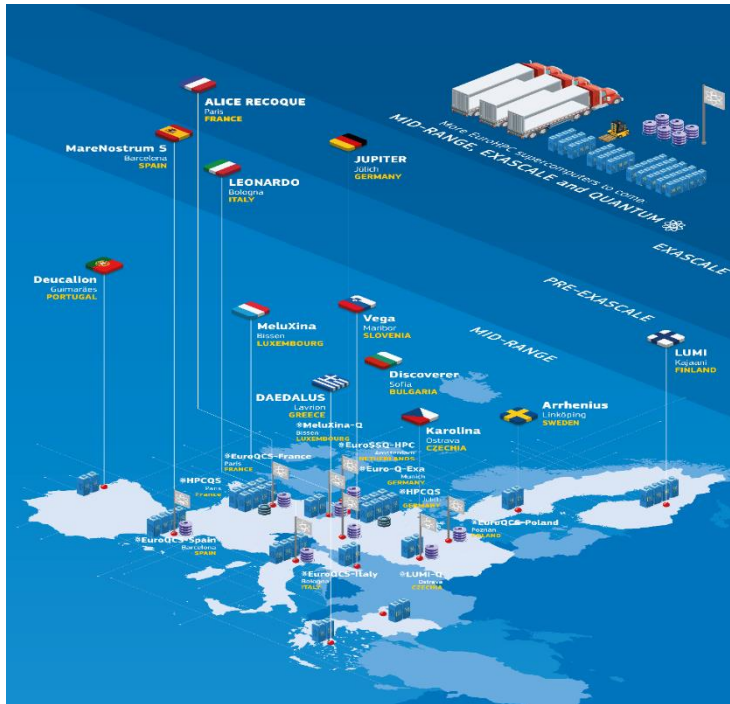 ALICE RECOQUE
Paris
FRANCE
MareNostrum 5
Barcelona
SPAIN
LEONARDO
Bologna
ITALY
JUPITER
Jülich
GERMANY
More EuroHPC supercomputers to come
MID-RANGE, EXASCALE and QUANTUM
EXASCALE
PRE-EXASCALE
MID-RANGE
Deucalion
Guimarães
PORTUGAL
MeluXina
Bissen
LUXEMBOURG
Vega
Maribor
SLOVENIA
LUMI
Kajaani
FINLAND
Discoverer
Sofia
BULGARIA
DAEDALUS
Lavrion
GREECE
Karolina
Ostrava
CZECHIA
Arrhenius
Linköping
SWEDEN
MeluXina-Q
Bissen
LUXEMBOURG
EuroSSQ-HPC
Amsterdam
NETHERLANDS
EuroQCS-France
Paris
FRANCE
Euro-Q-Exa
Munich
GERMANY
HPCQS
Paris
France
HPCQS
Jülich
GERMANY
EuroQCS-Poland
Poznan
POLAND
EuroQCS-Spain
Barcelona
SPAIN
EuroQCS-Italy
Bologna
ITALY
LUMI-Q
Ostrava
CZECHIA